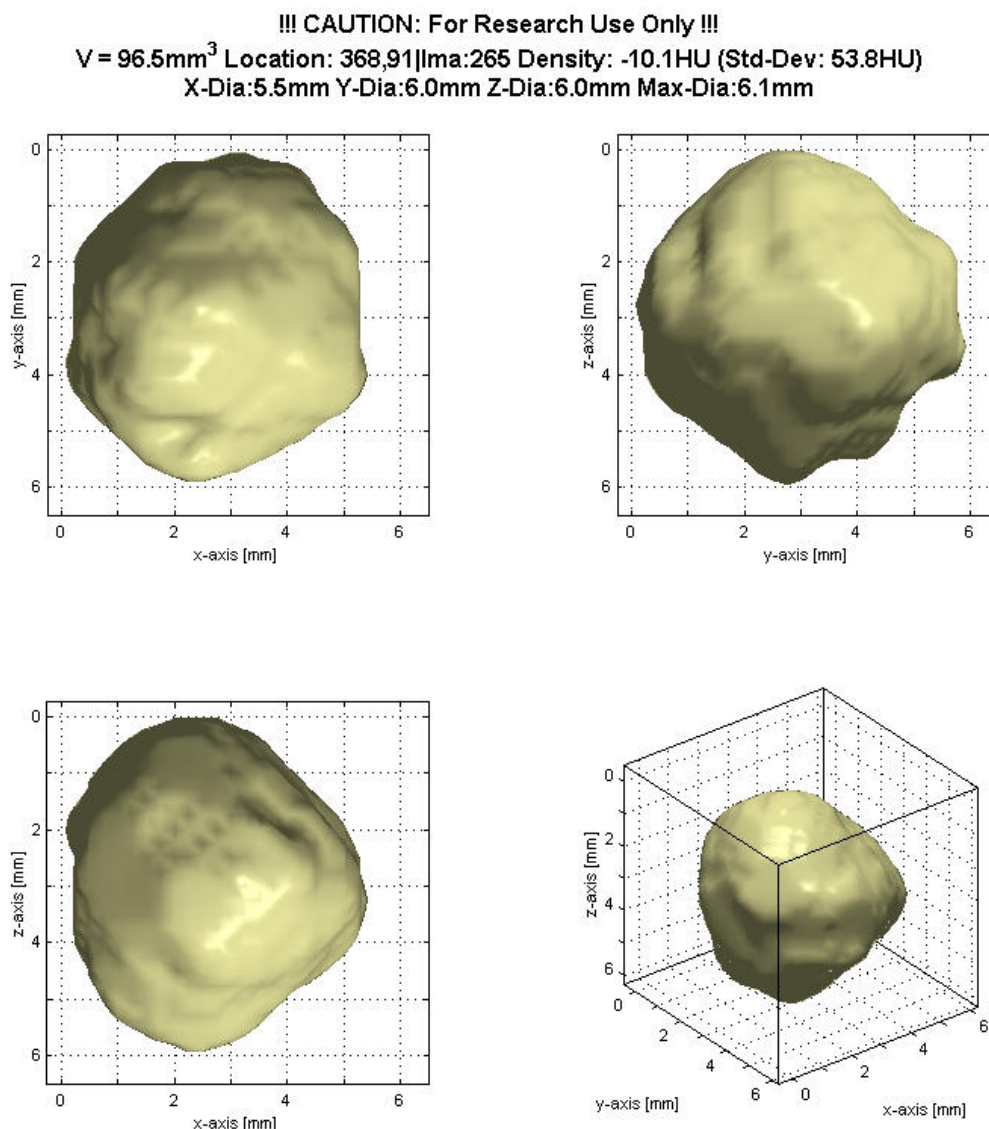 !!! CAUTION: For Research Use Only !!!
V = 96.5mm^3 Location: 368,91|Ima:265 Density: -10.1HU (Std-Dev: 53.8HU)
X-Dia:5.5mm Y-Dia:6.0mm Z-Dia:6.0mm Max-Dia:6.1mm
0
2
4
6
y-axis [mm]
0 2 4 6
x-axis [mm]
0
2
4
6
z-axis [mm]
0 2 4 6
y-axis [mm]
0
2
4
6
z-axis [mm]
0 2 4 6
x-axis [mm]
0
2
4
6
z-axis [mm]
0
2
4
6
y-axis [mm]
0
2
4
6
x-axis [mm]